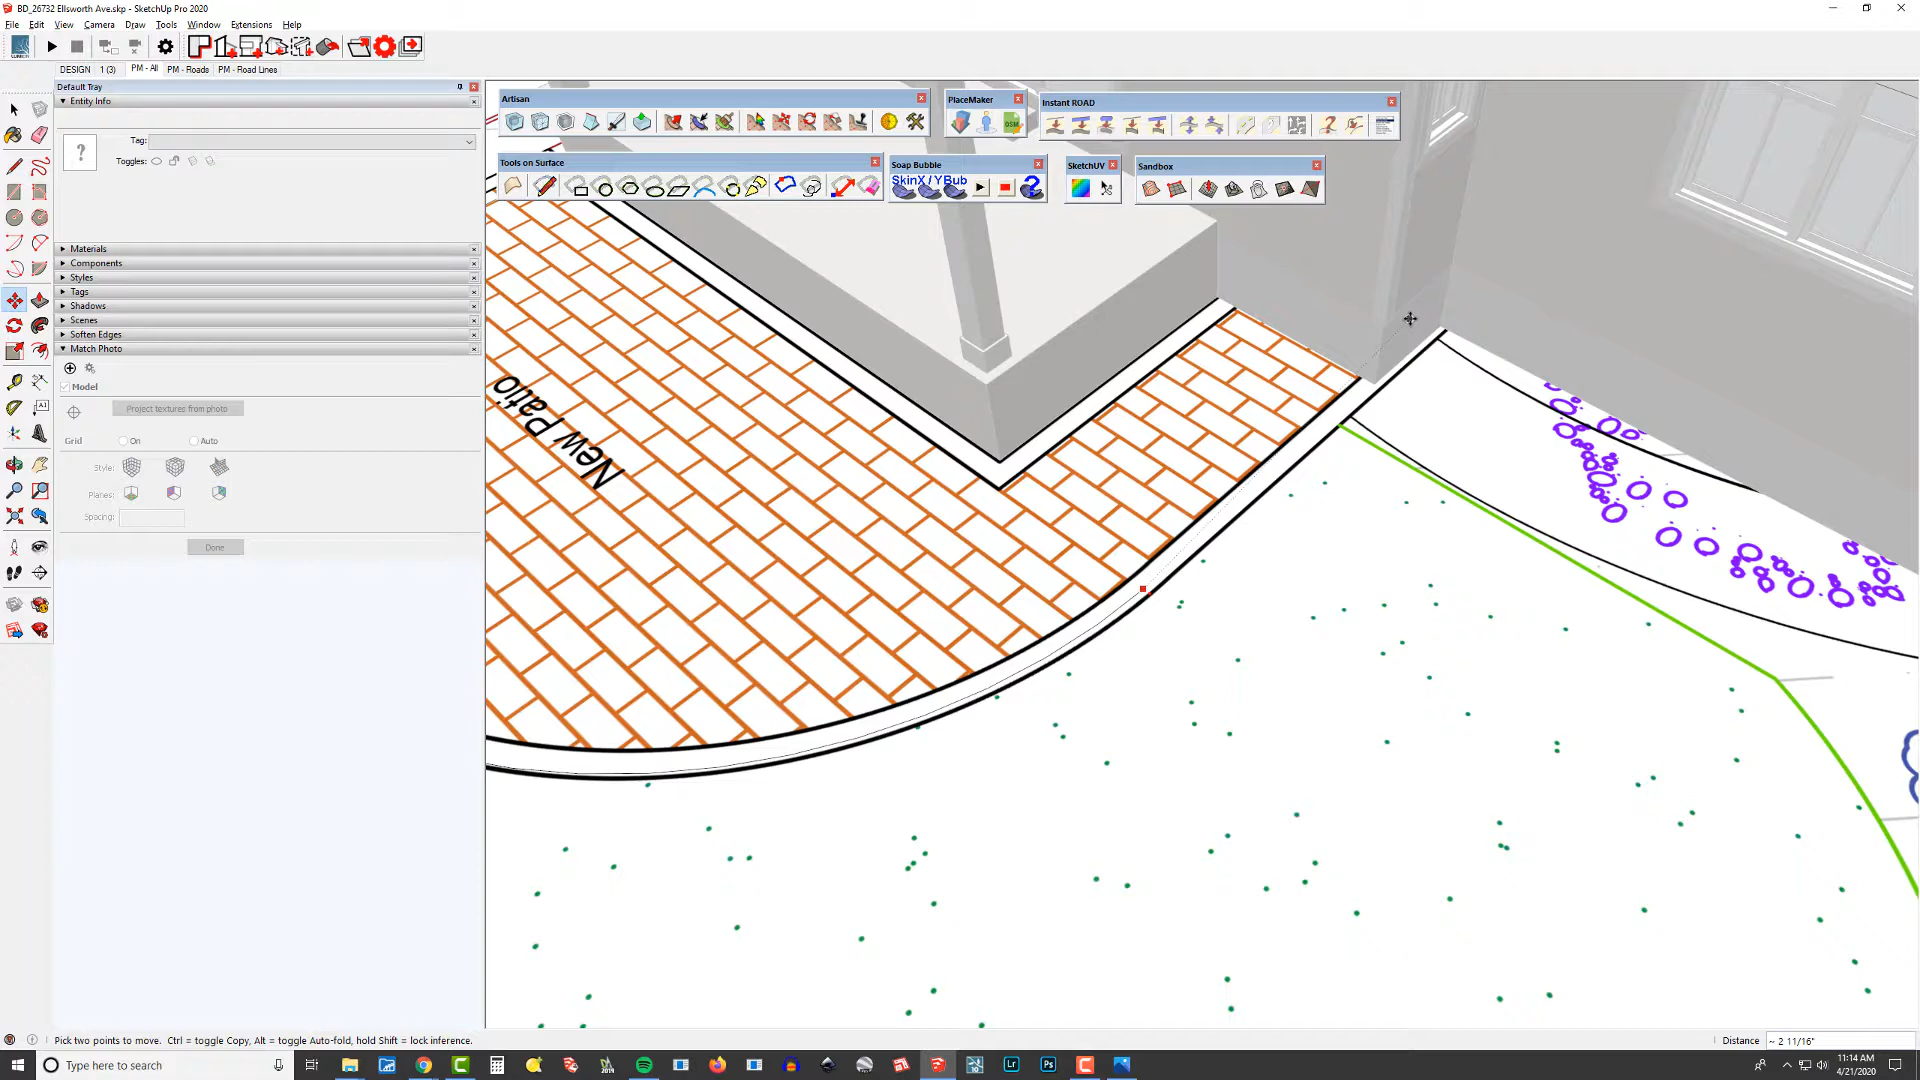 BD_26732 Ellsworth Ave.skp - SketchUp Pro 2020
File Edit View Camera Draw Tools Window Extensions Help
DESIGN 1 (3) PM - All PM - Roads PM - Road Lines
Default Tray
Entity Info
?
Tag:
Toggles:
Materials
Components
Styles
Tags
Shadows
Scenes
Soften Edges
Match Photo
Model
Project textures from photo
Grid On Auto
Style:
Planes:
Spacing:
Done
Artisan
PlaceMaker
Instant ROAD
Tools on Surface
Soap Bubble
SkinX / YBub
SketchUV
Sandbox
New Patio
Pick two points to move. Ctrl = toggle Copy, Alt = toggle Auto-fold, hold Shift = lock inference.
Distance ~ 2 11/16"
Type here to search
Lr
Ps
11:14 AM
4/21/2020